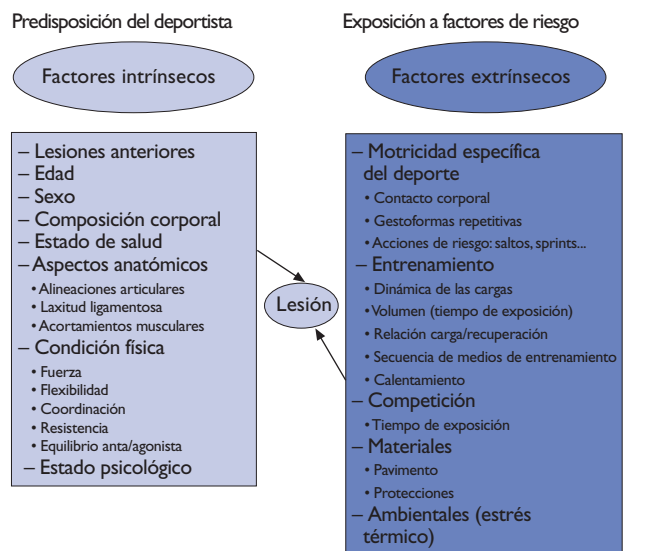 Predisposición del deportista
Factores intrínsecos
– Lesiones anteriores
– Edad
– Sexo
– Composición corporal
– Estado de salud
– Aspectos anatómicos
• Alineaciones articulares
• Laxitud ligamentosa
• Acortamientos musculares
– Condición física
• Fuerza
• Flexibilidad
• Coordinación
• Resistencia
• Equilibrio anta/agonista
– Estado psicológico
Lesión
Exposición a factores de riesgo
Factores extrínsecos
– Motricidad específica
del deporte
• Contacto corporal
• Gestoformas repetitivas
• Acciones de riesgo: saltos, sprints...
– Entrenamiento
• Dinámica de las cargas
• Volumen (tiempo de exposición)
• Relación carga/recuperación
• Secuencia de medios de entrenamiento
• Calentamiento
– Competición
• Tiempo de exposición
– Materiales
• Pavimento
• Protecciones
– Ambientales (estrés
térmico)